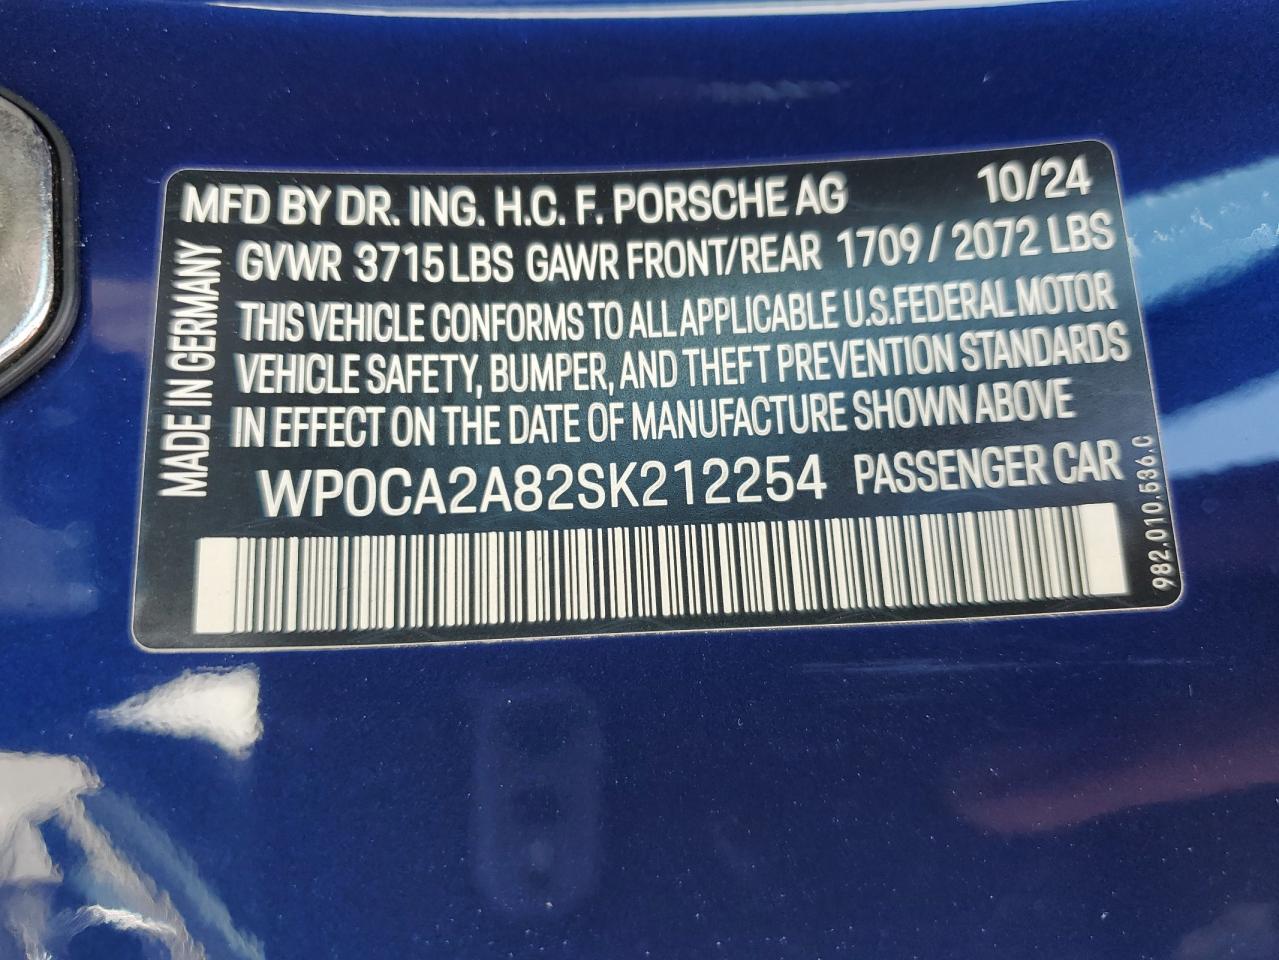 MFD BY DR. ING. H.C. F. PORSCHE AG 10/24
GVWR 3715 LBS GAWR FRONT/REAR 1709 / 2072 LBS
THIS VEHICLE CONFORMS TO ALL APPLICABLE U.S.FEDERAL MOTOR
VEHICLE SAFETY, BUMPER, AND THEFT PREVENTION STANDARDS
IN EFFECT ON THE DATE OF MANUFACTURE SHOWN ABOVE
WP0CA2A82SK212254 PASSENGER CAR
MADE IN GERMANY
982.010.536.C